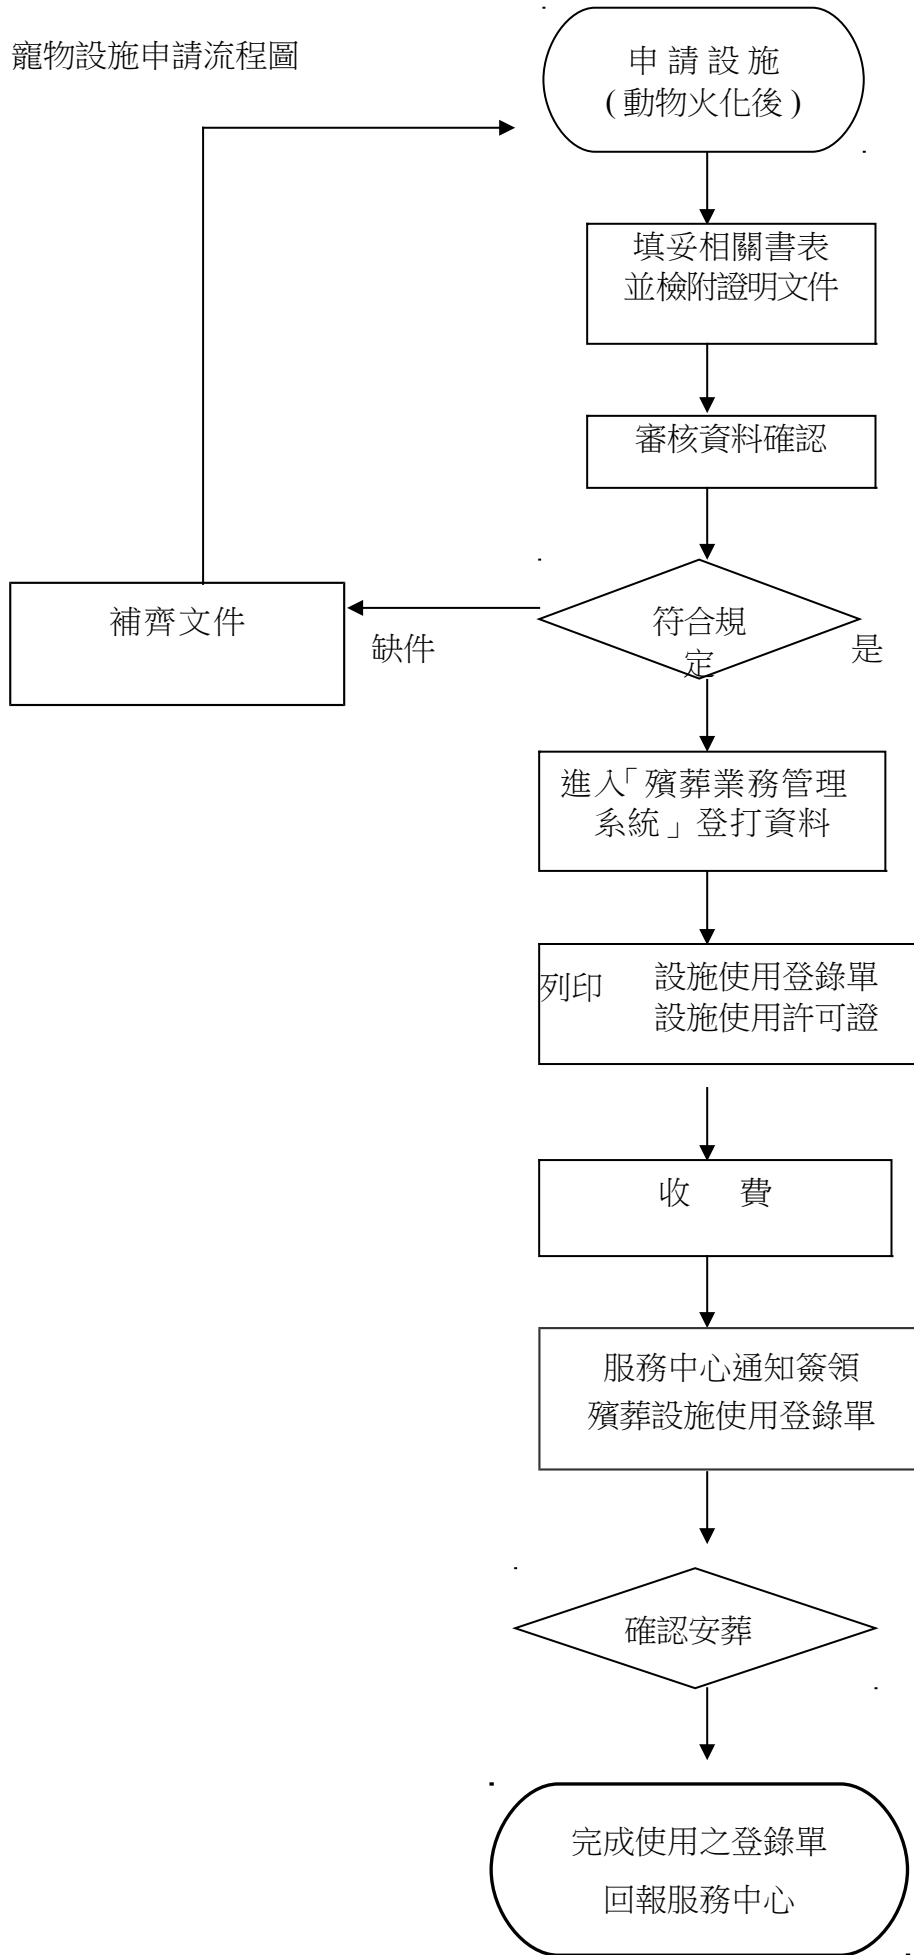 寵物設施申請流程圖
申請設施
(動物火化後)
填妥相關書表
並檢附證明文件
審核資料確認
符合規
定
是
缺件
補齊文件
進入「殯葬業務管理
系統」登打資料
列印
設施使用登錄單
設施使用許可證
收 費
服務中心通知簽領
殯葬設施使用登錄單
確認安葬
完成使用之登錄單
回報服務中心